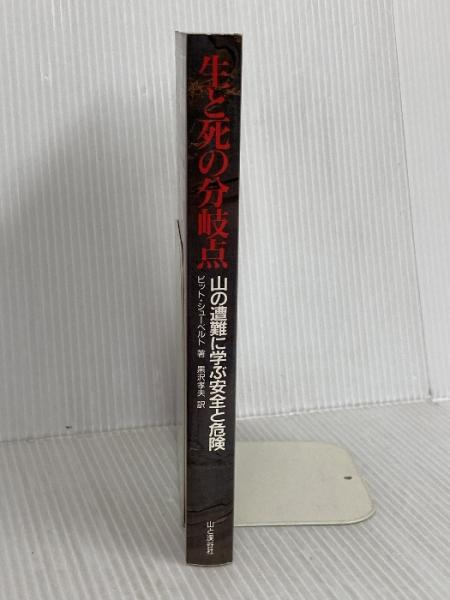 生と死の分岐点
山の遭難に学ぶ安全と危険
ピット・シューベルト 著 黒沢孝夫 訳
山と溪谷社